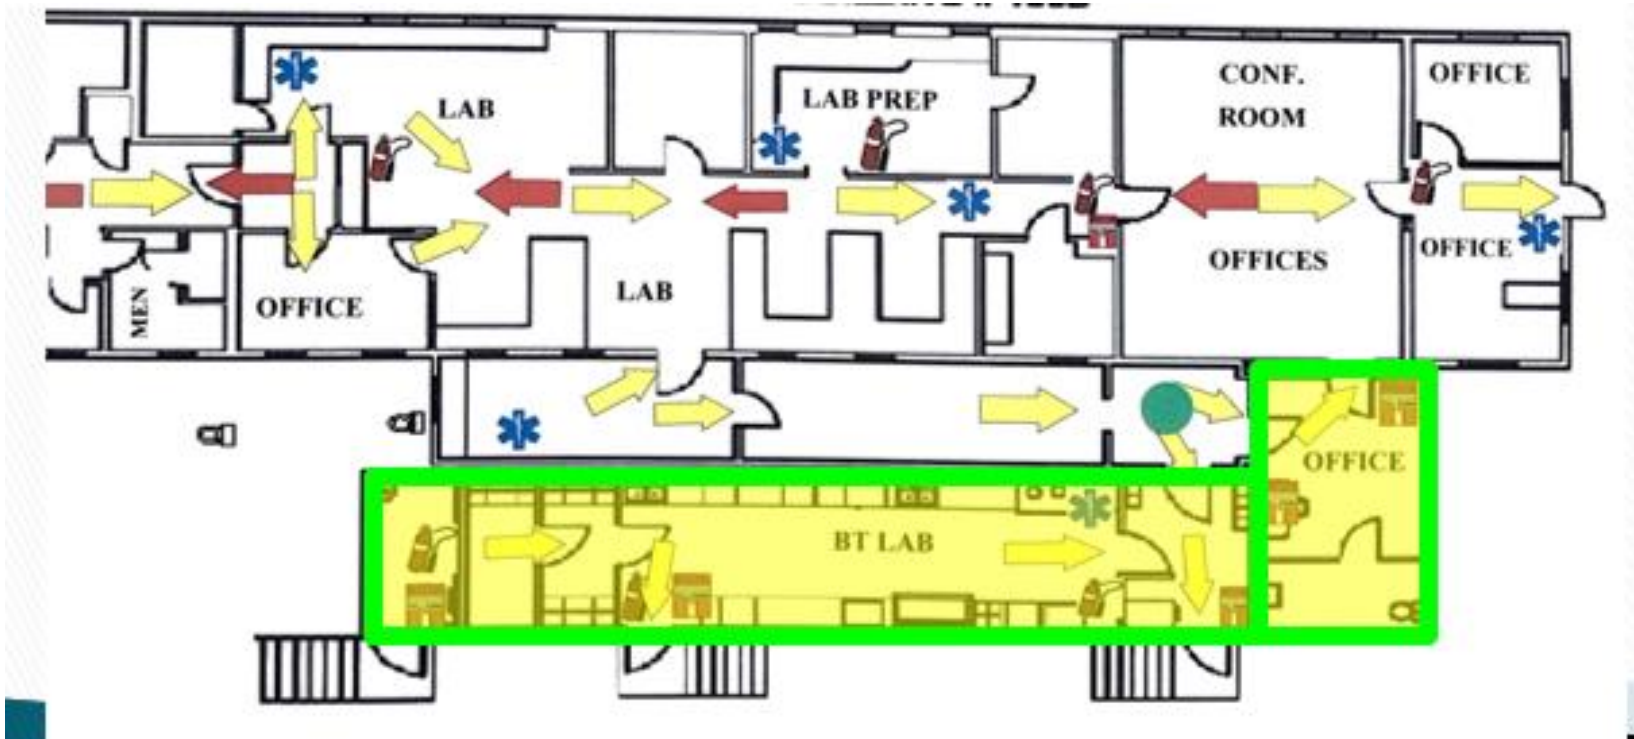 CONF.
ROOM
OFFICE
LAB
LAB PREP
OFFICE
OFFICES
LAB
MEN
OFFICE
OFFICE
BT LAB